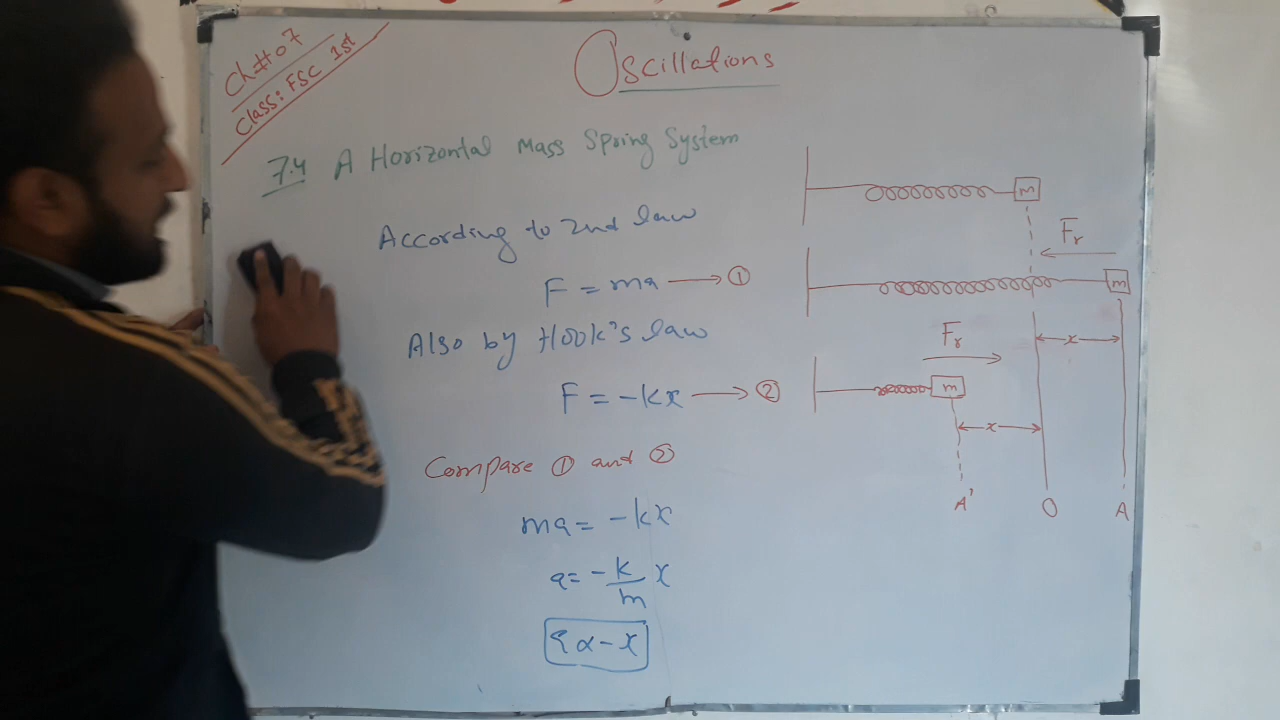 Ch#07
Class: FSC 1st
Oscillations
7.4 A Horizontal Mass Spring System
According to 2nd law
F = ma → ①
Also by Hook's law
F = -kx → ②
Compare ① and ②
ma = -kx
a = -k/m x
a α - x
m
Fr
m
x
Fr
m
x
A' O A